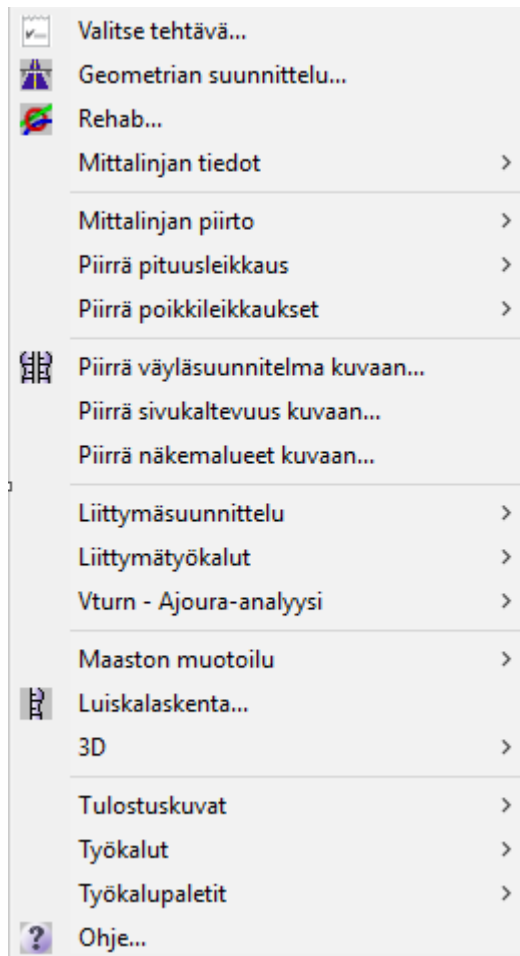 Valitse tehtävä...
Geometrian suunnittelu...
Rehab...
Mittalinjan tiedot
Mittalinjan piirto
Piirrä pituusleikkaus
Piirrä poikkileikkaukset
Piirrä väyläsuunnitelma kuvaan...
Piirrä sivukaltevuus kuvaan...
Piirrä näkemalueet kuvaan...
Liittymäsuunnittelu
Liittymätyökalut
Vturn - Ajoura-analyysi
Maaston muotoilu
Luiskalaskenta...
3D
Tulostuskuvat
Työkalut
Työkalupaletit
Ohje...